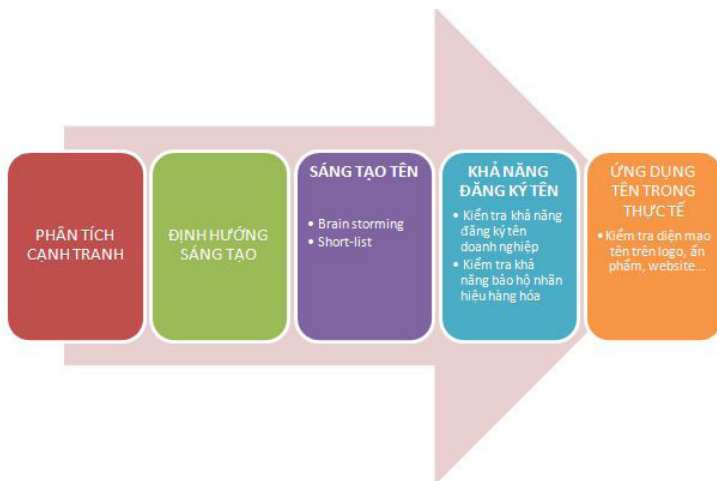 PHÂN TÍCH
CẠNH TRANH
ĐỊNH HƯỚNG
SÁNG TẠO
SÁNG TẠO TÊN
• Brain storming
• Short-list
KHẢ NĂNG
ĐĂNG KÝ TÊN
• Kiển tra khả năng
đăng ký tên
doanh nghiệp
• Kiểm tra khả
năng bảo hộ nhãn
hiệu hàng hóa
ỨNG DỤNG
TÊN TRONG
THỰC TẾ
• Kiểm tra diện mạo
tên trên logo, ấn
phẩm, website...